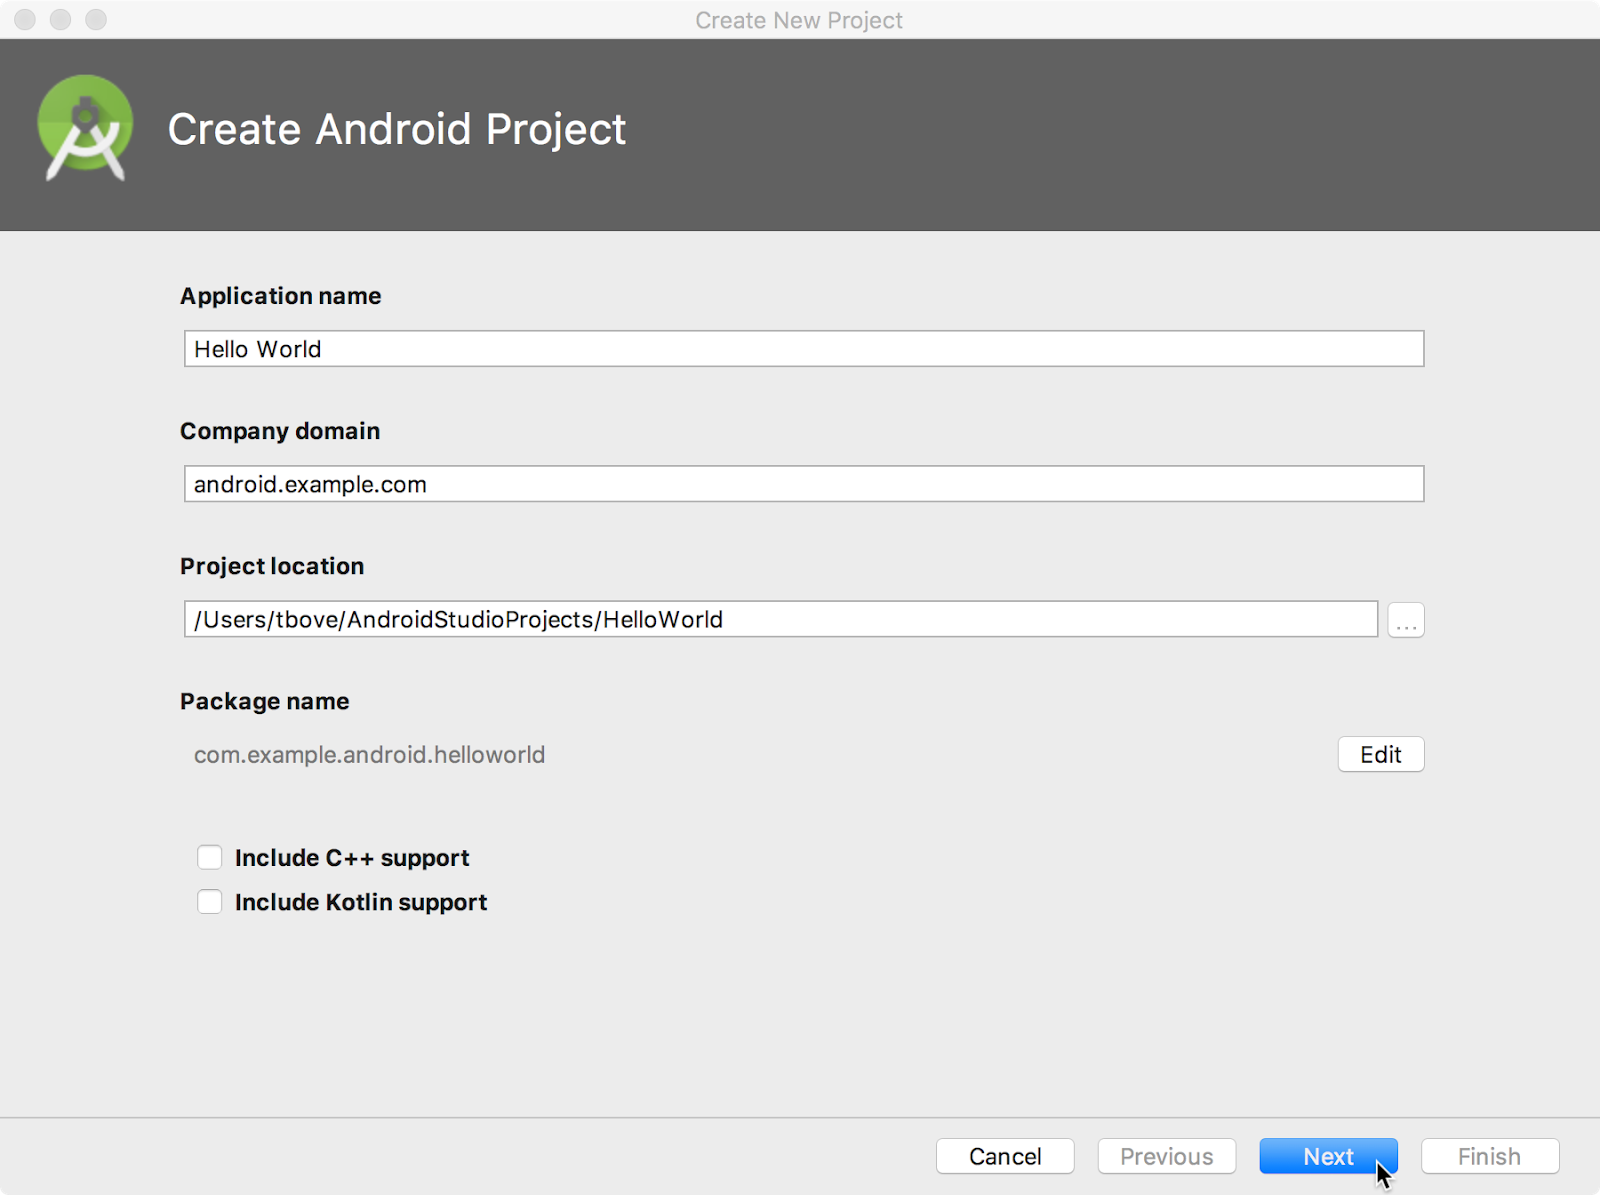 Create New Project
Create Android Project
Application name
Hello World
Company domain
android.example.com
Project location
/Users/tbove/AndroidStudioProjects/HelloWorld
...
Package name
com.example.android.helloworld
Edit
Include C++ support
Include Kotlin support
Cancel Previous Next Finish